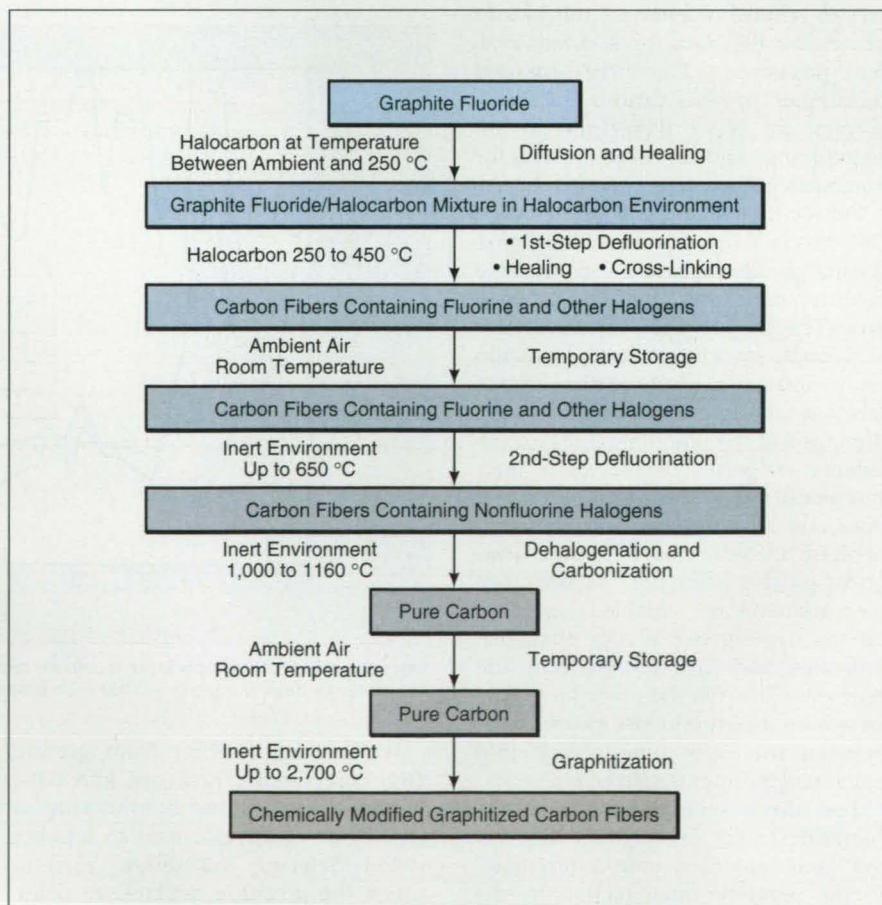 Graphite Fluoride
Halocarbon at Temperature
Between Ambient and 250 °C
Diffusion and Healing
Graphite Fluoride/Halocarbon Mixture in Halocarbon Environment
Halocarbon 250 to 450 °C
• 1st-Step Defluorination
• Healing • Cross-Linking
Carbon Fibers Containing Fluorine and Other Halogens
Ambient Air
Room Temperature
Temporary Storage
Carbon Fibers Containing Fluorine and Other Halogens
Inert Environment
Up to 650 °C
2nd-Step Defluorination
Carbon Fibers Containing Nonfluorine Halogens
Inert Environment
1,000 to 1160 °C
Dehalogenation and
Carbonization
Pure Carbon
Ambient Air
Room Temperature
Temporary Storage
Pure Carbon
Inert Environment
Up to 2,700 °C
Graphitization
Chemically Modified Graphitized Carbon Fibers